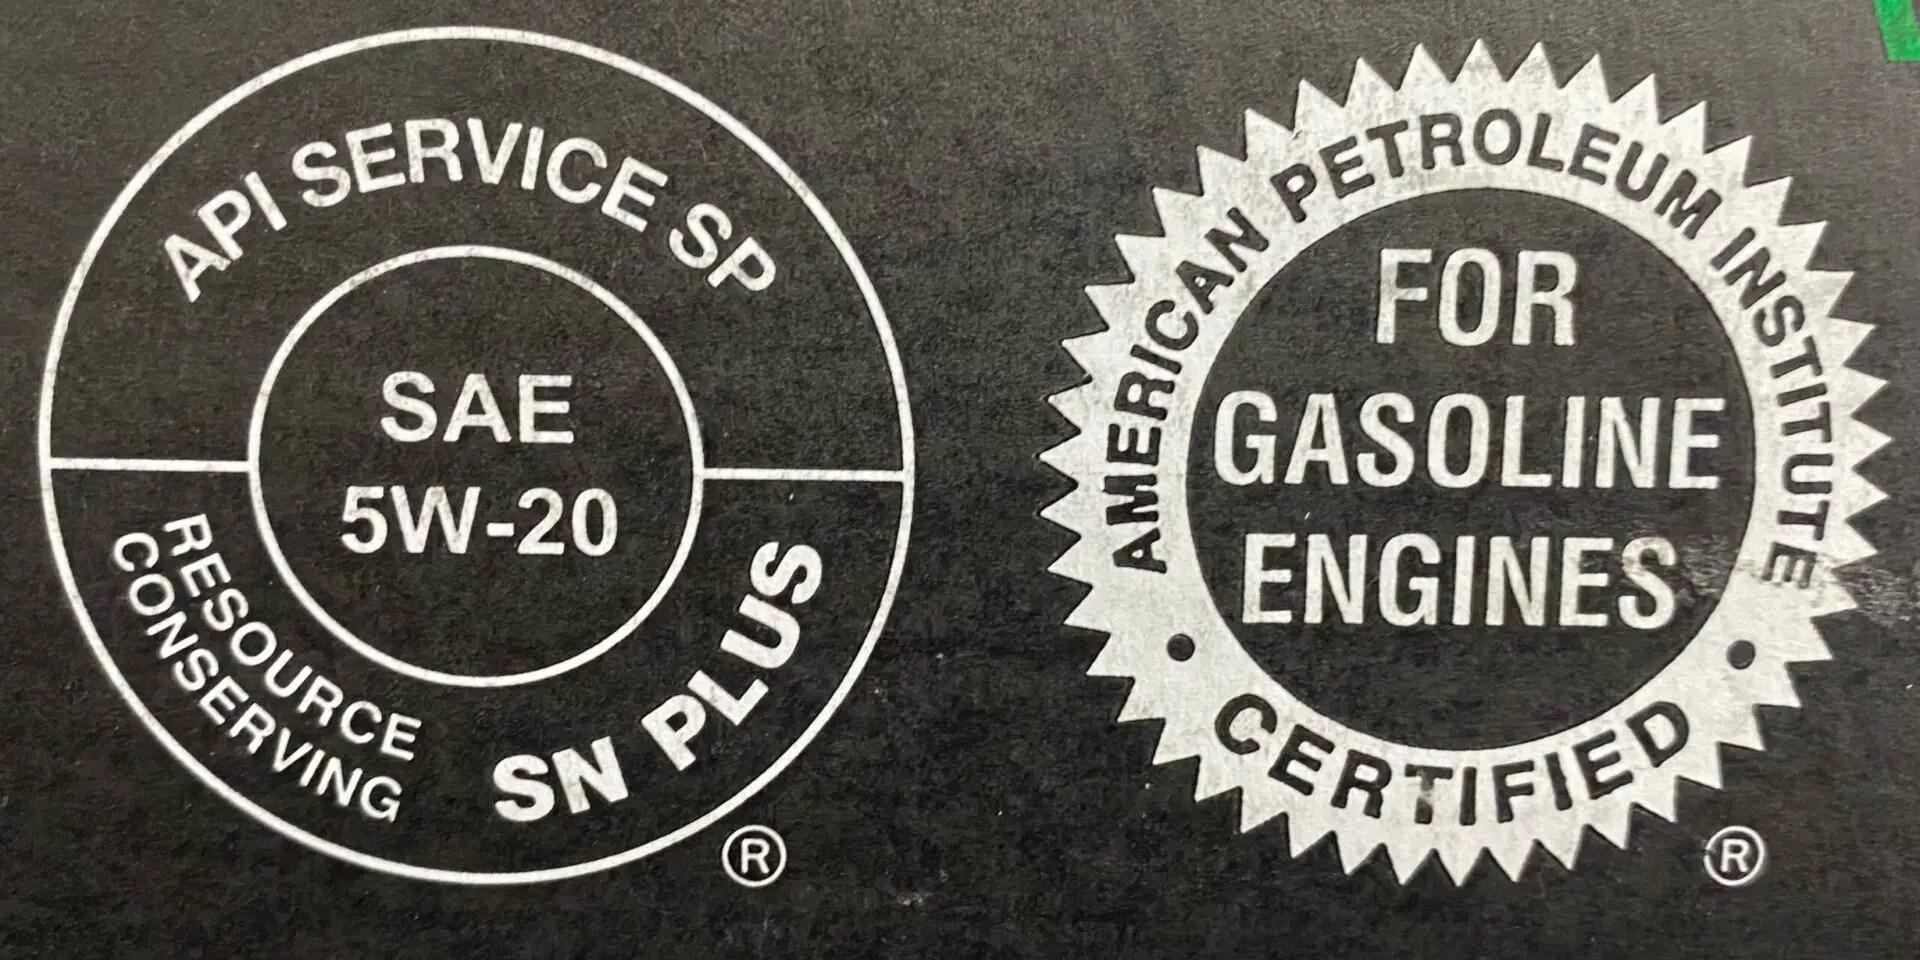 API SERVICE SP
SAE
5W-20
RESOURCE
CONSERVING
SN PLUS
®
AMERICAN PETROLEUM INSTITUTE
FOR
GASOLINE
ENGINES
CERTIFIED
®